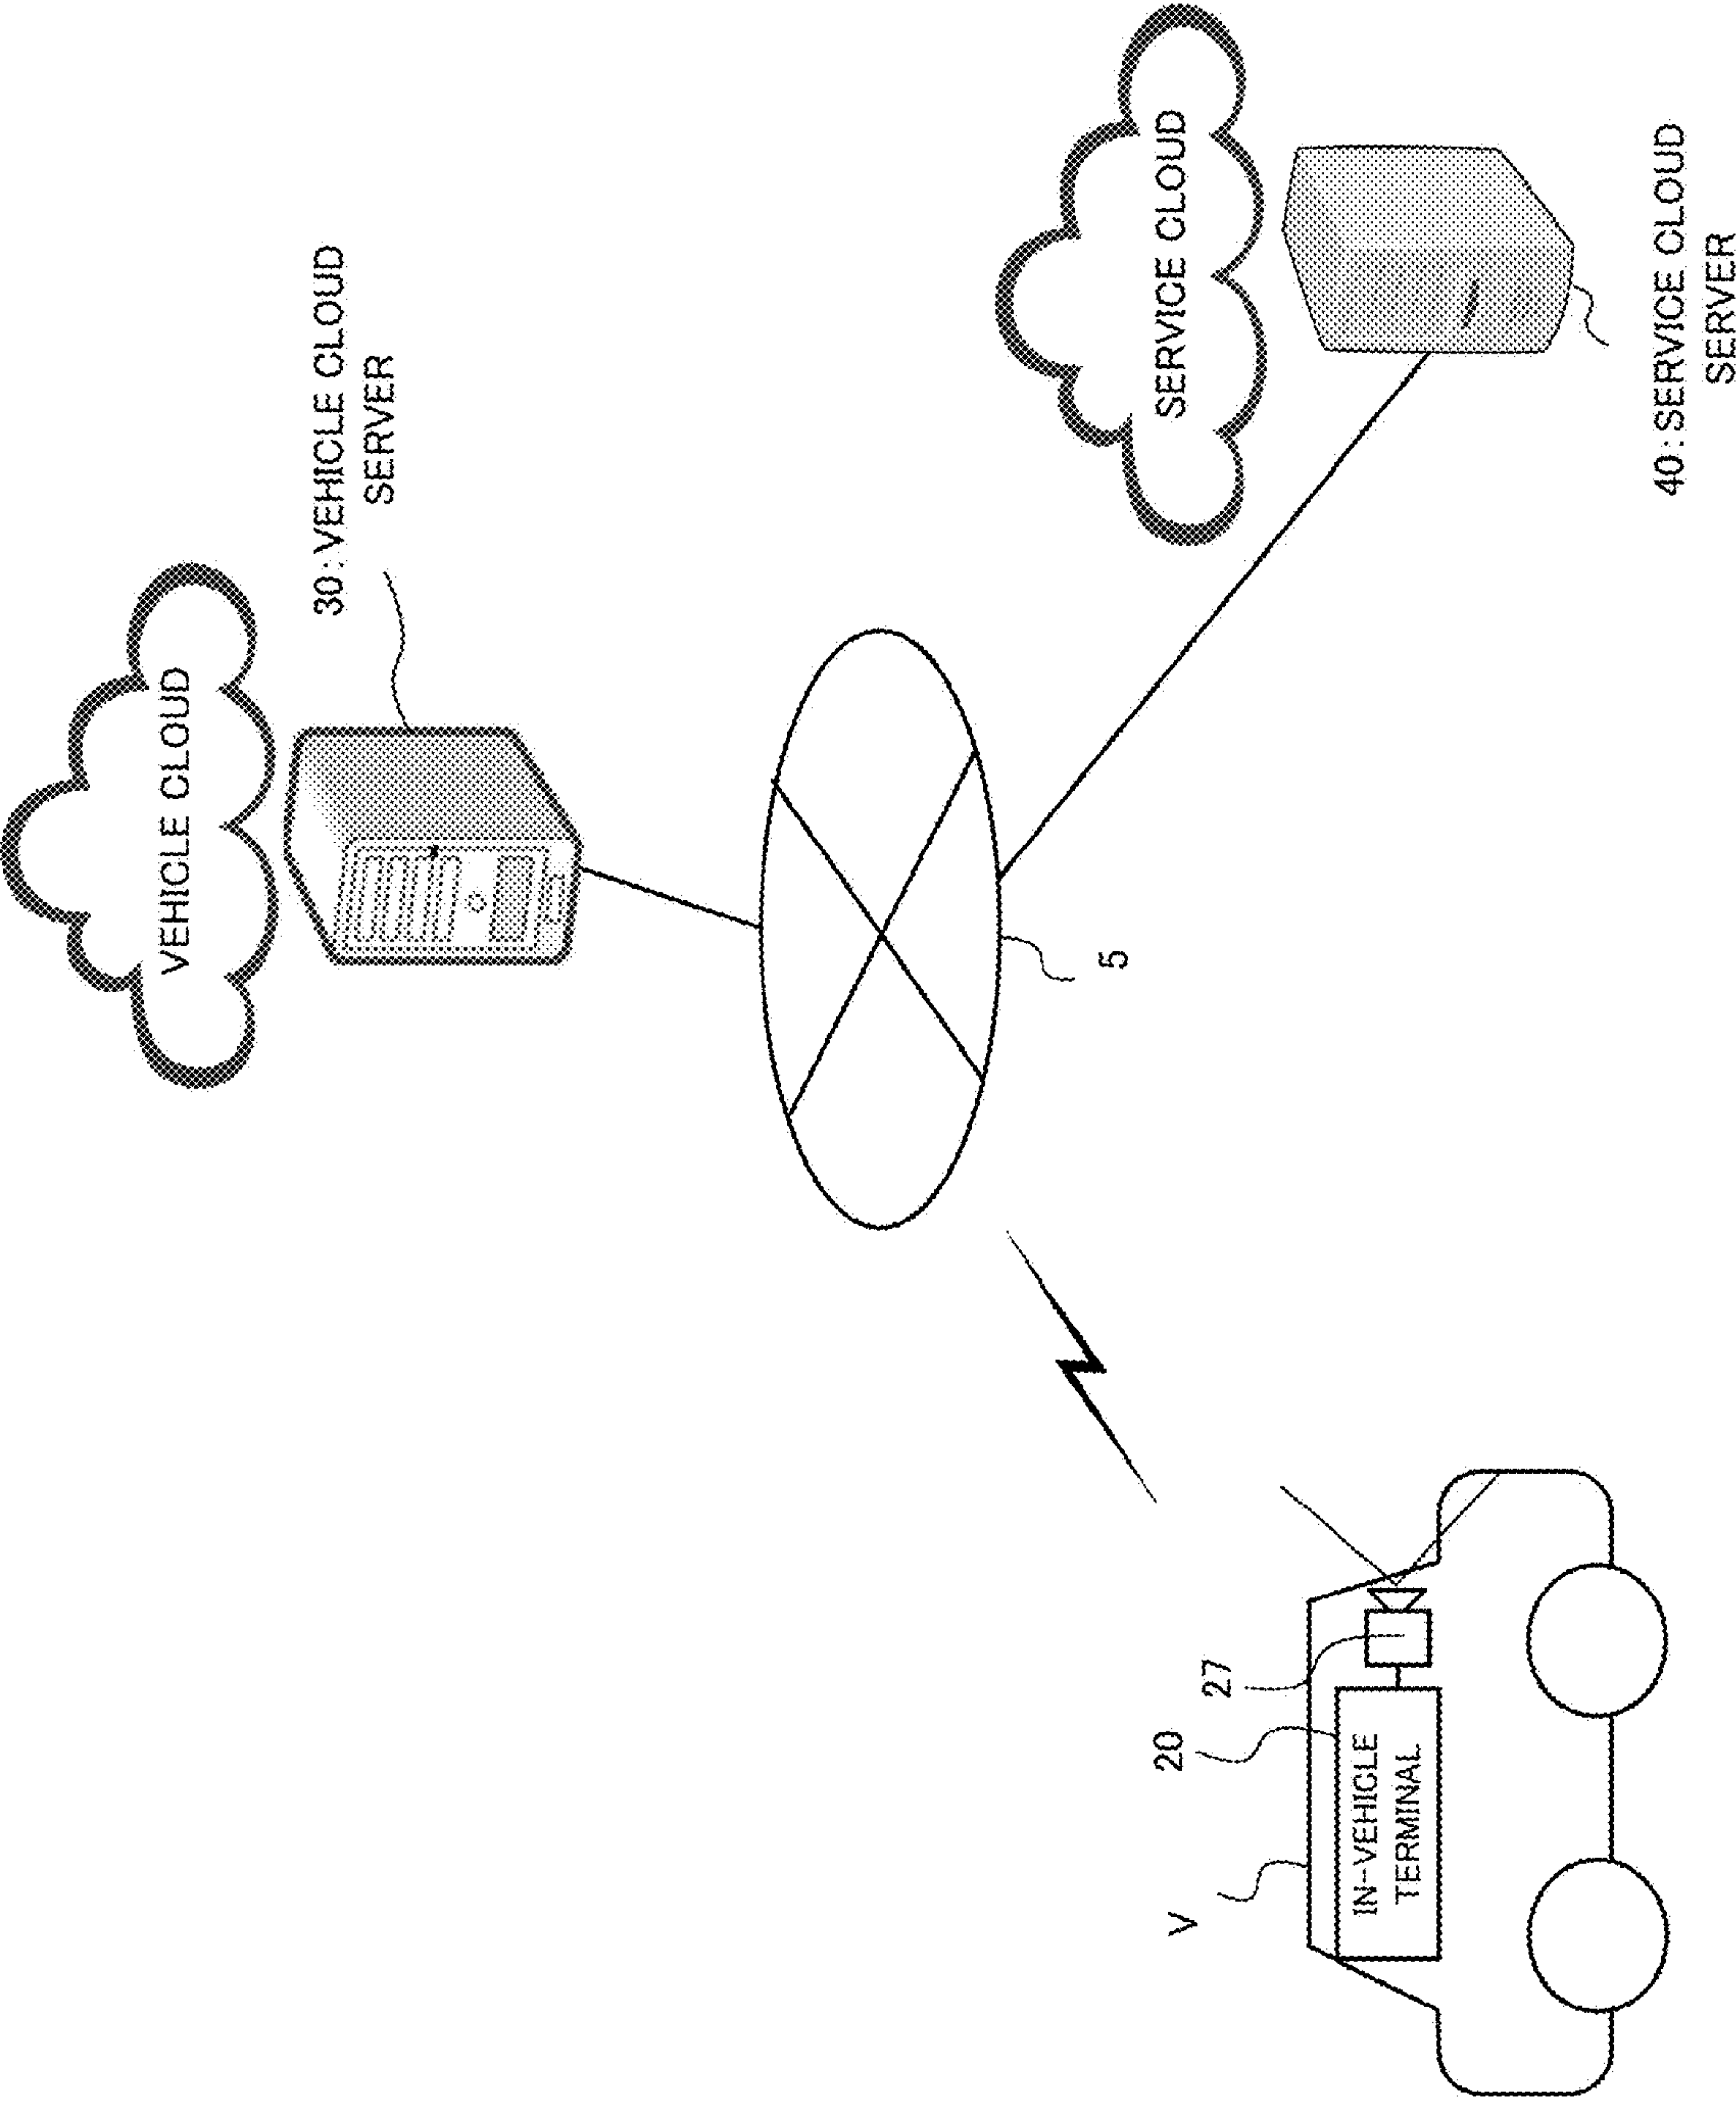 VEHICLE CLOUD
30:VEHICLE CLOUD
SERVER
SERVICE CLOUD
40:SERVICE CLOUD
SERVER
5
V
20
27
IN-VEHICLE
TERMINAL